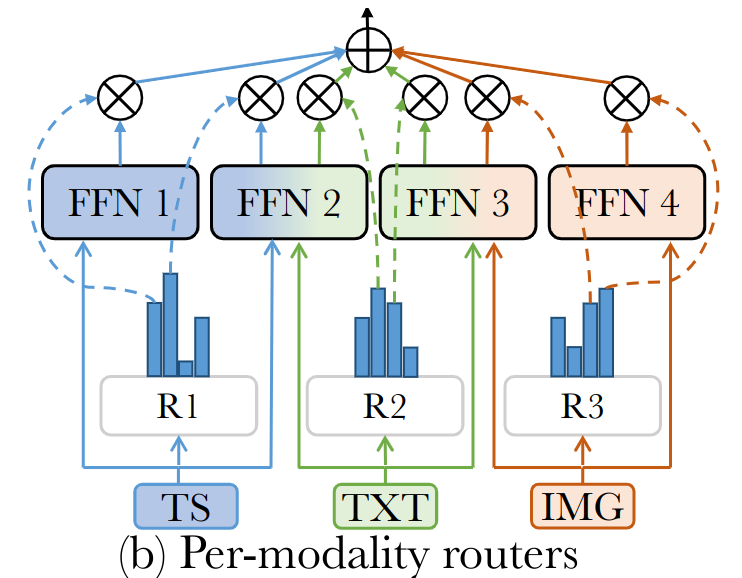 FFN 1 FFN 2 FFN 3 FFN 4
R1 R2 R3
TS TXT IMG
(b) Per-modality routers